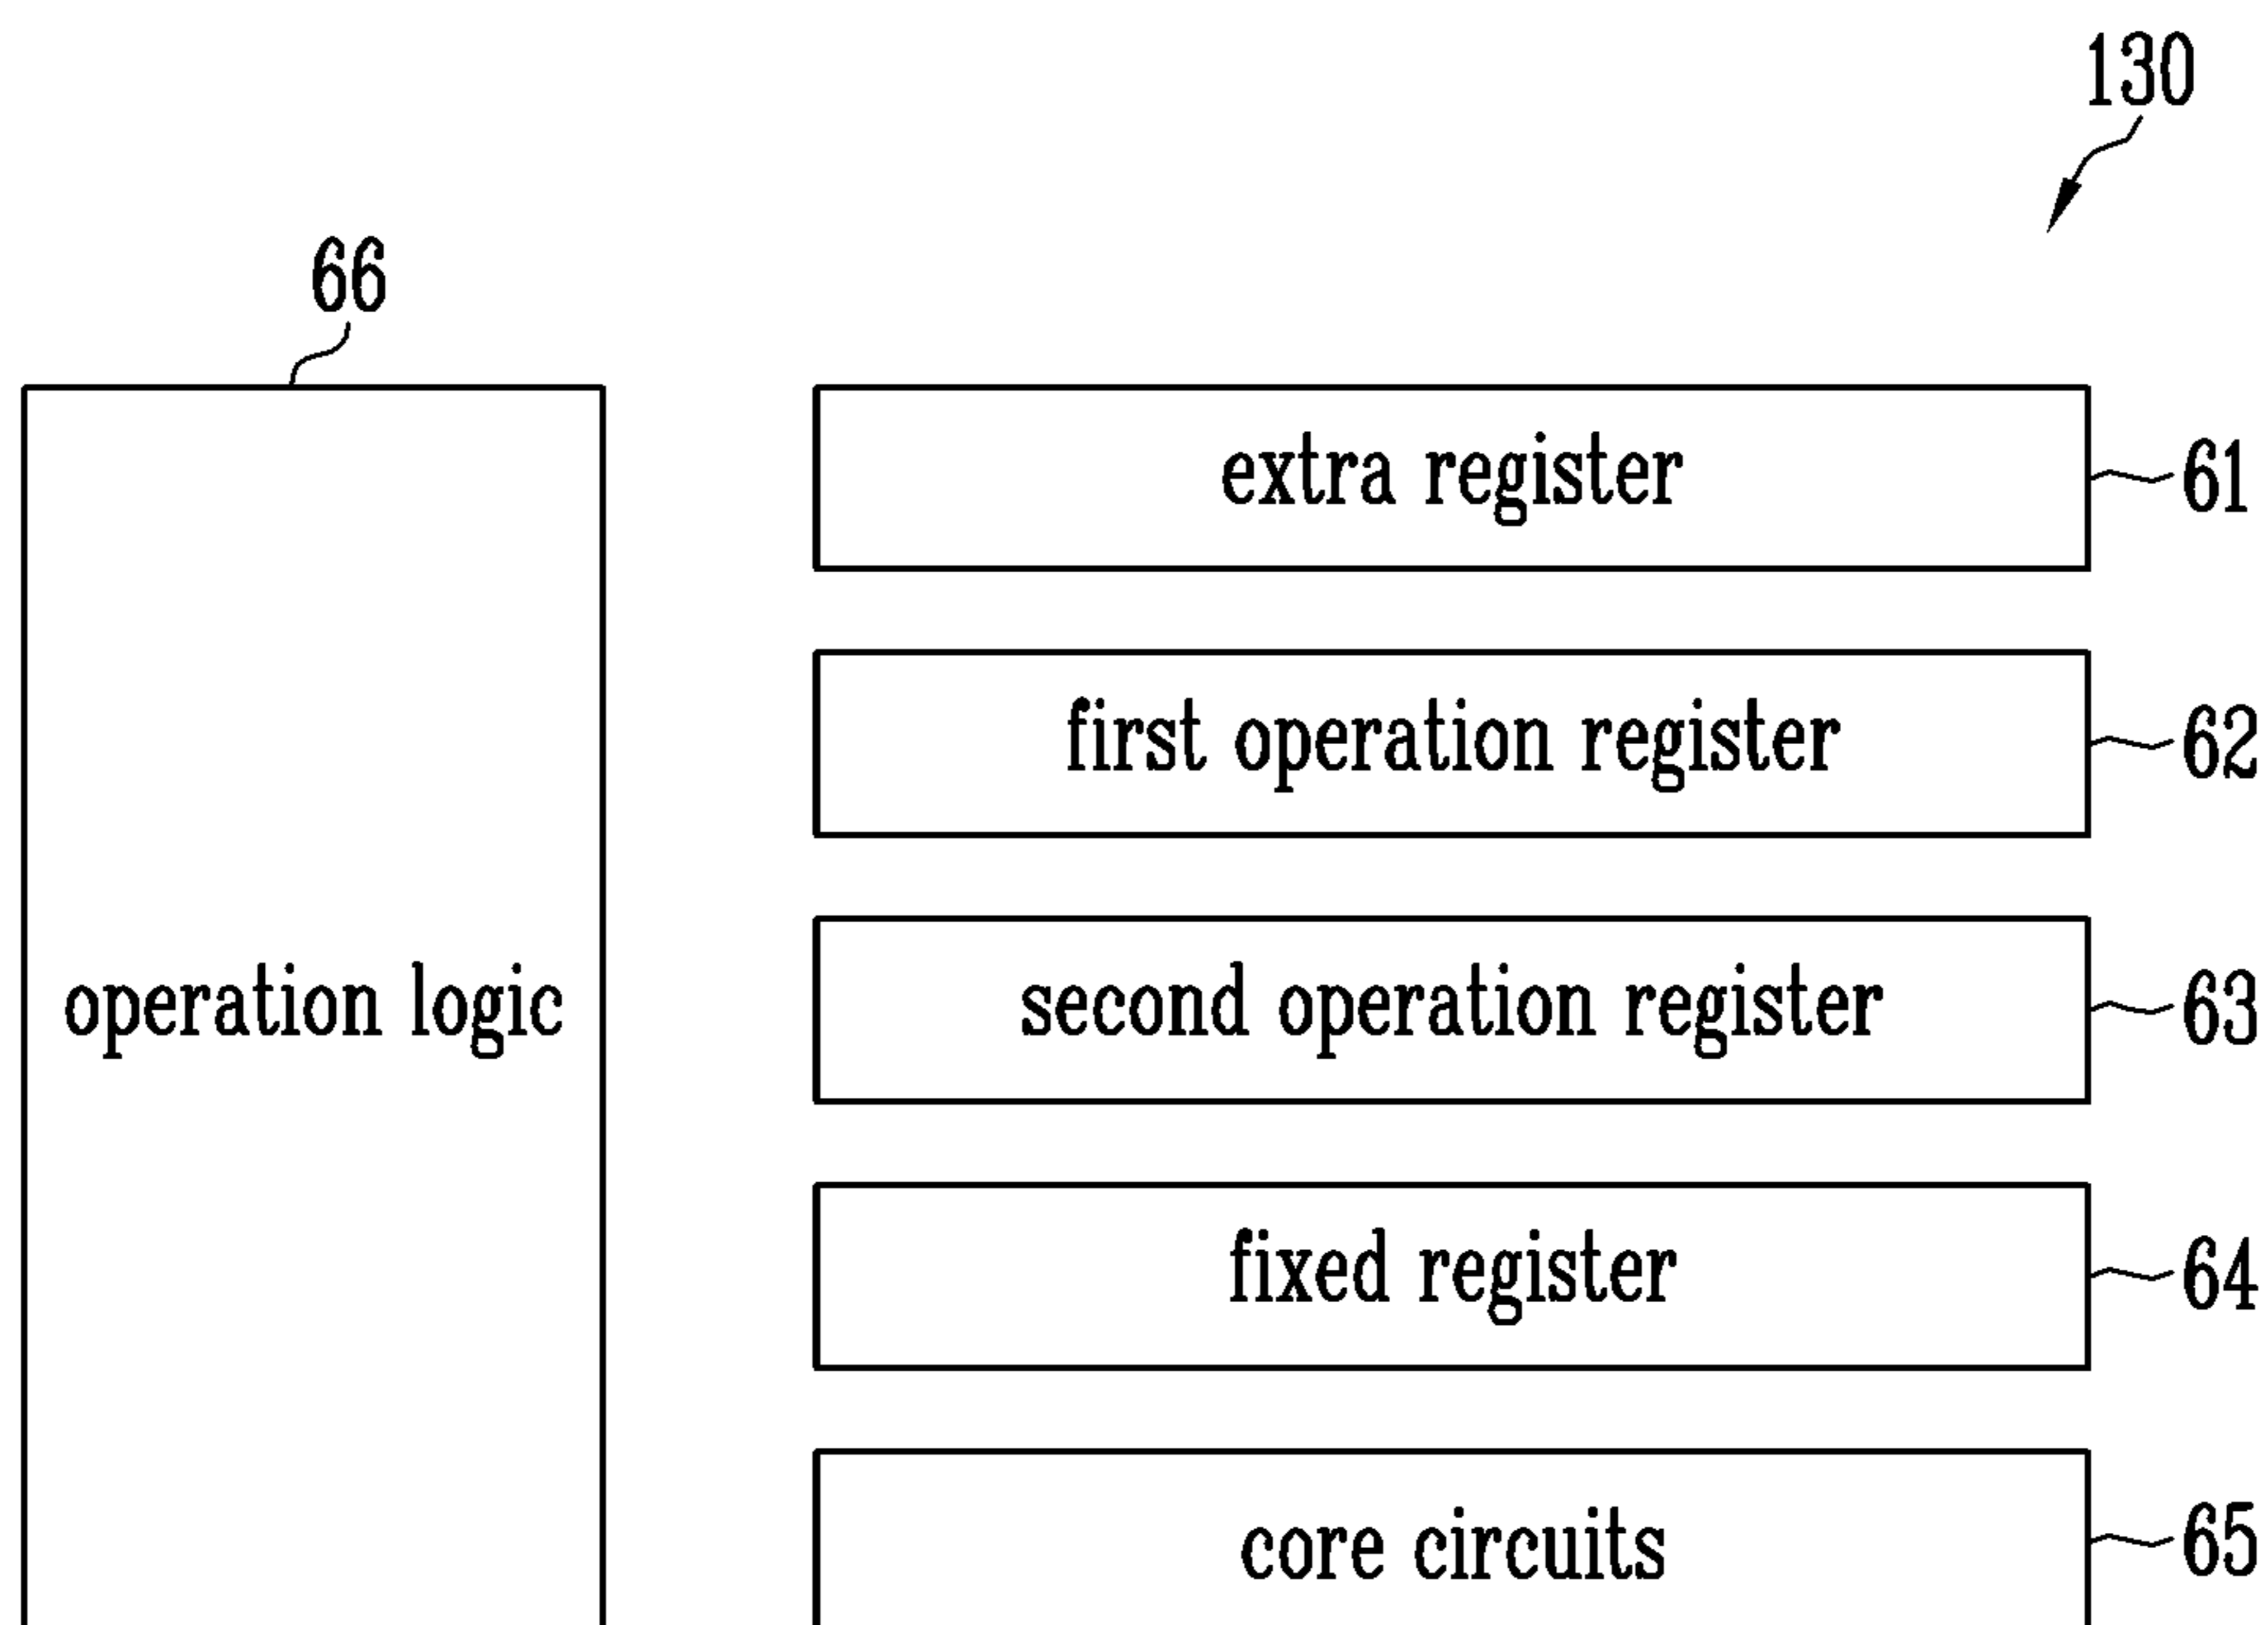 130
66
extra register 61
first operation register 62
operation logic second operation register 63
fixed register 64
core circuits 65